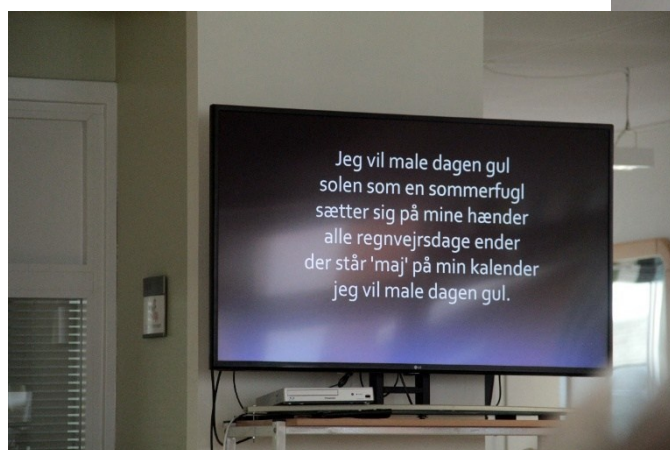 Jeg vil male dagen gul
solen som en sommerfugl
sætter sig på mine hænder
alle regnvejrsdage ender
der står 'maj' på min kalender
jeg vil male dagen gul.